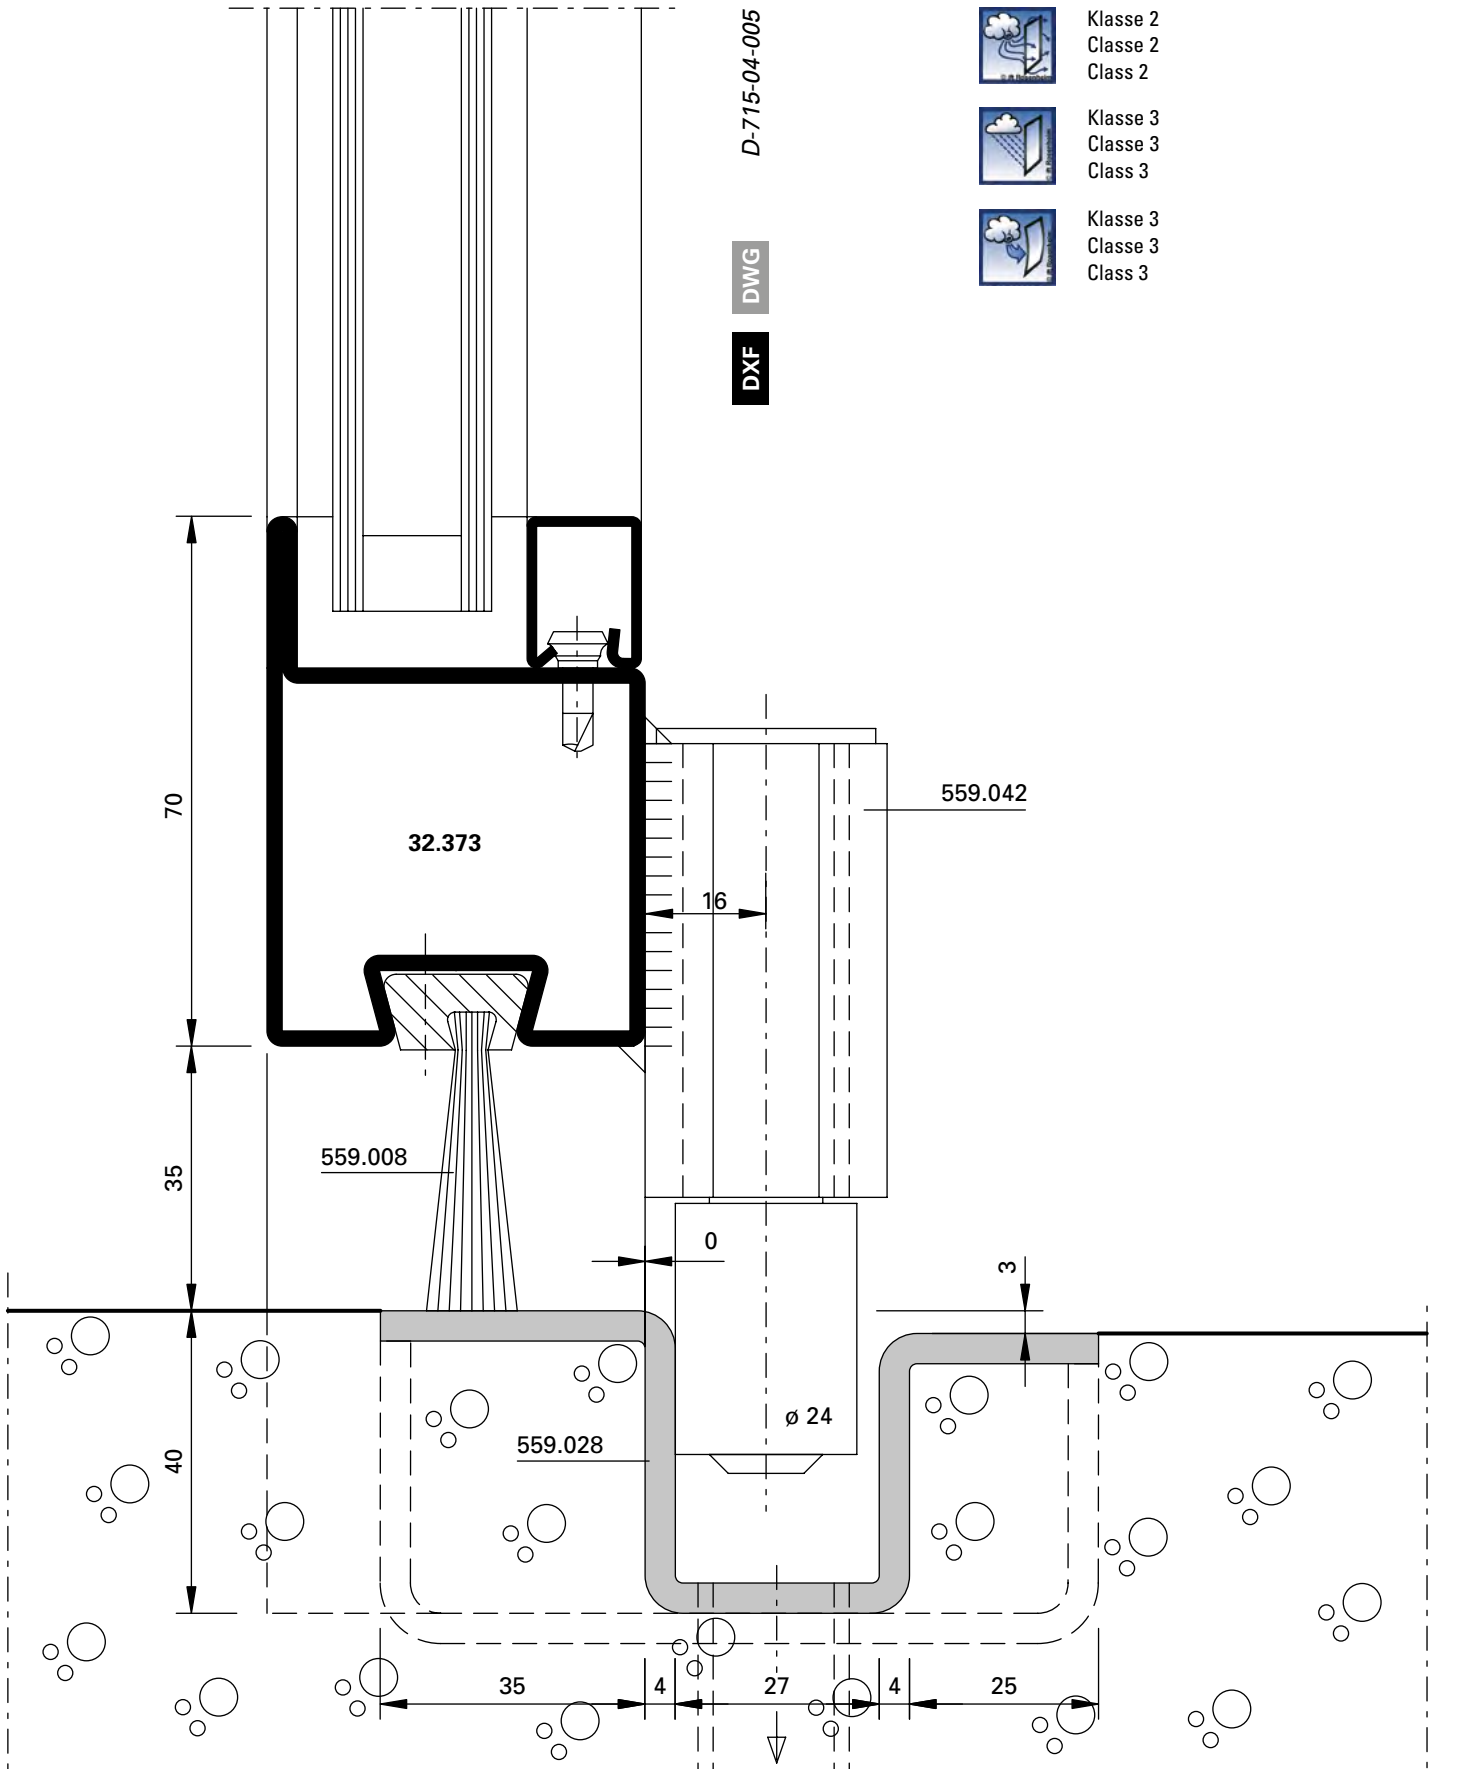 D-715-04-005
DWG
DXF
Klasse 2
Classe 2
Class 2
Klasse 3
Classe 3
Class 3
Klasse 3
Classe 3
Class 3
70
32.373
559.042
16
559.008
35
0
3
ø 24
559.028
40
35
4
27
4
25